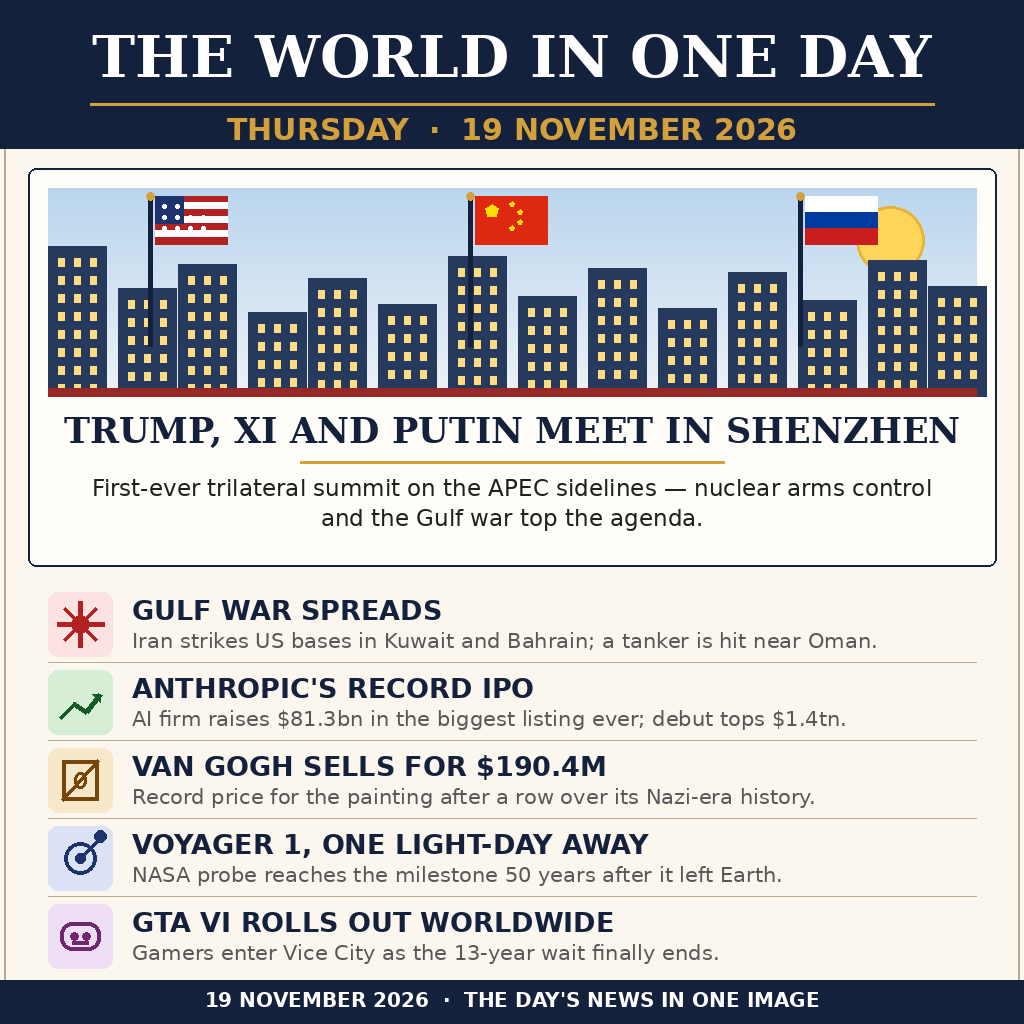 THE WORLD IN ONE DAY
THURSDAY · 19 NOVEMBER 2026
TRUMP, XI AND PUTIN MEET IN SHENZHEN
First-ever trilateral summit on the APEC sidelines — nuclear arms control
and the Gulf war top the agenda.
GULF WAR SPREADS
Iran strikes US bases in Kuwait and Bahrain; a tanker is hit near Oman.
ANTHROPIC'S RECORD IPO
AI firm raises $81.3bn in the biggest listing ever; debut tops $1.4tn.
VAN GOGH SELLS FOR $190.4M
Record price for the painting after a row over its Nazi-era history.
VOYAGER 1, ONE LIGHT-DAY AWAY
NASA probe reaches the milestone 50 years after it left Earth.
GTA VI ROLLS OUT WORLDWIDE
Gamers enter Vice City as the 13-year wait finally ends.
19 NOVEMBER 2026 · THE DAY'S NEWS IN ONE IMAGE